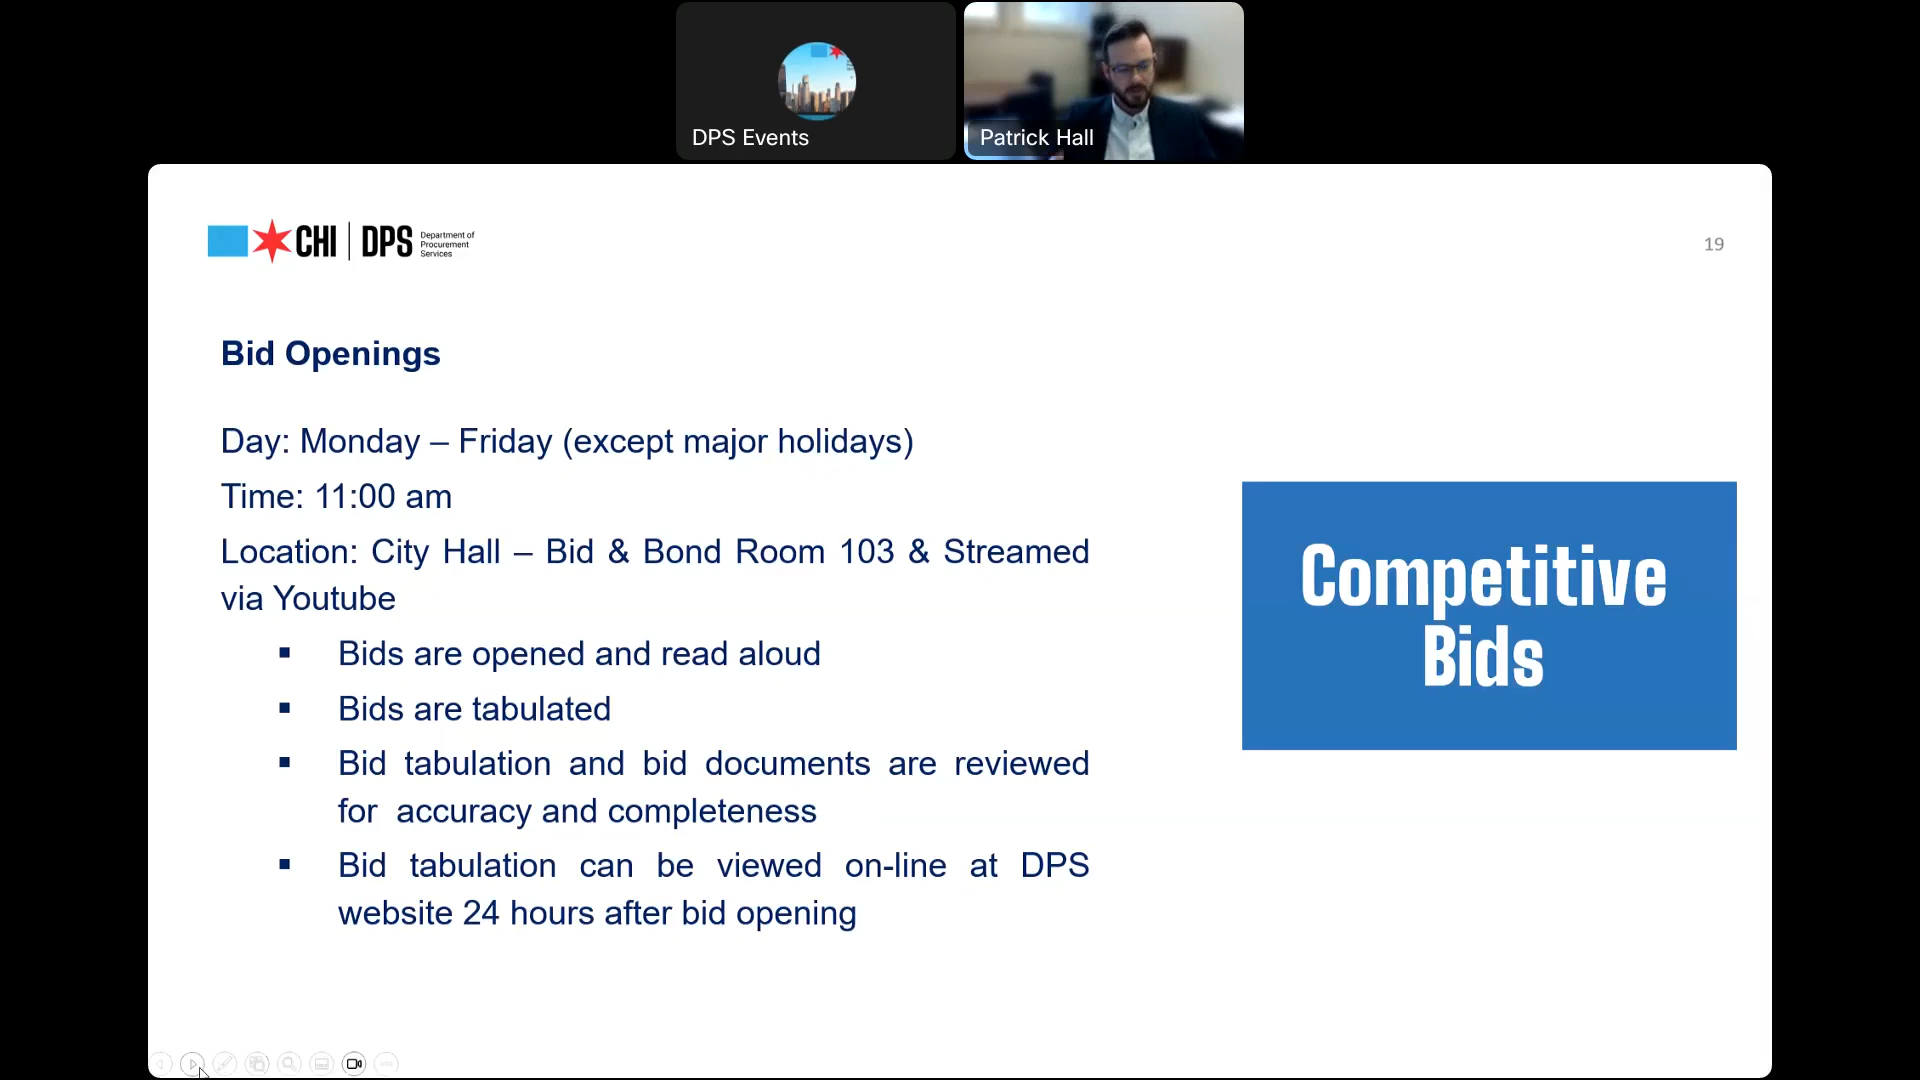 DPS Events
Patrick Hall
CHI | DPS
Department of
Procurement
Services
19
Bid Openings
Day: Monday – Friday (except major holidays)
Time: 11:00 am
Location: City Hall – Bid & Bond Room 103 & Streamed
via Youtube
▪ Bids are opened and read aloud
▪ Bids are tabulated
▪ Bid tabulation and bid documents are reviewed
for accuracy and completeness
▪ Bid tabulation can be viewed on-line at DPS
website 24 hours after bid opening
Competitive
Bids